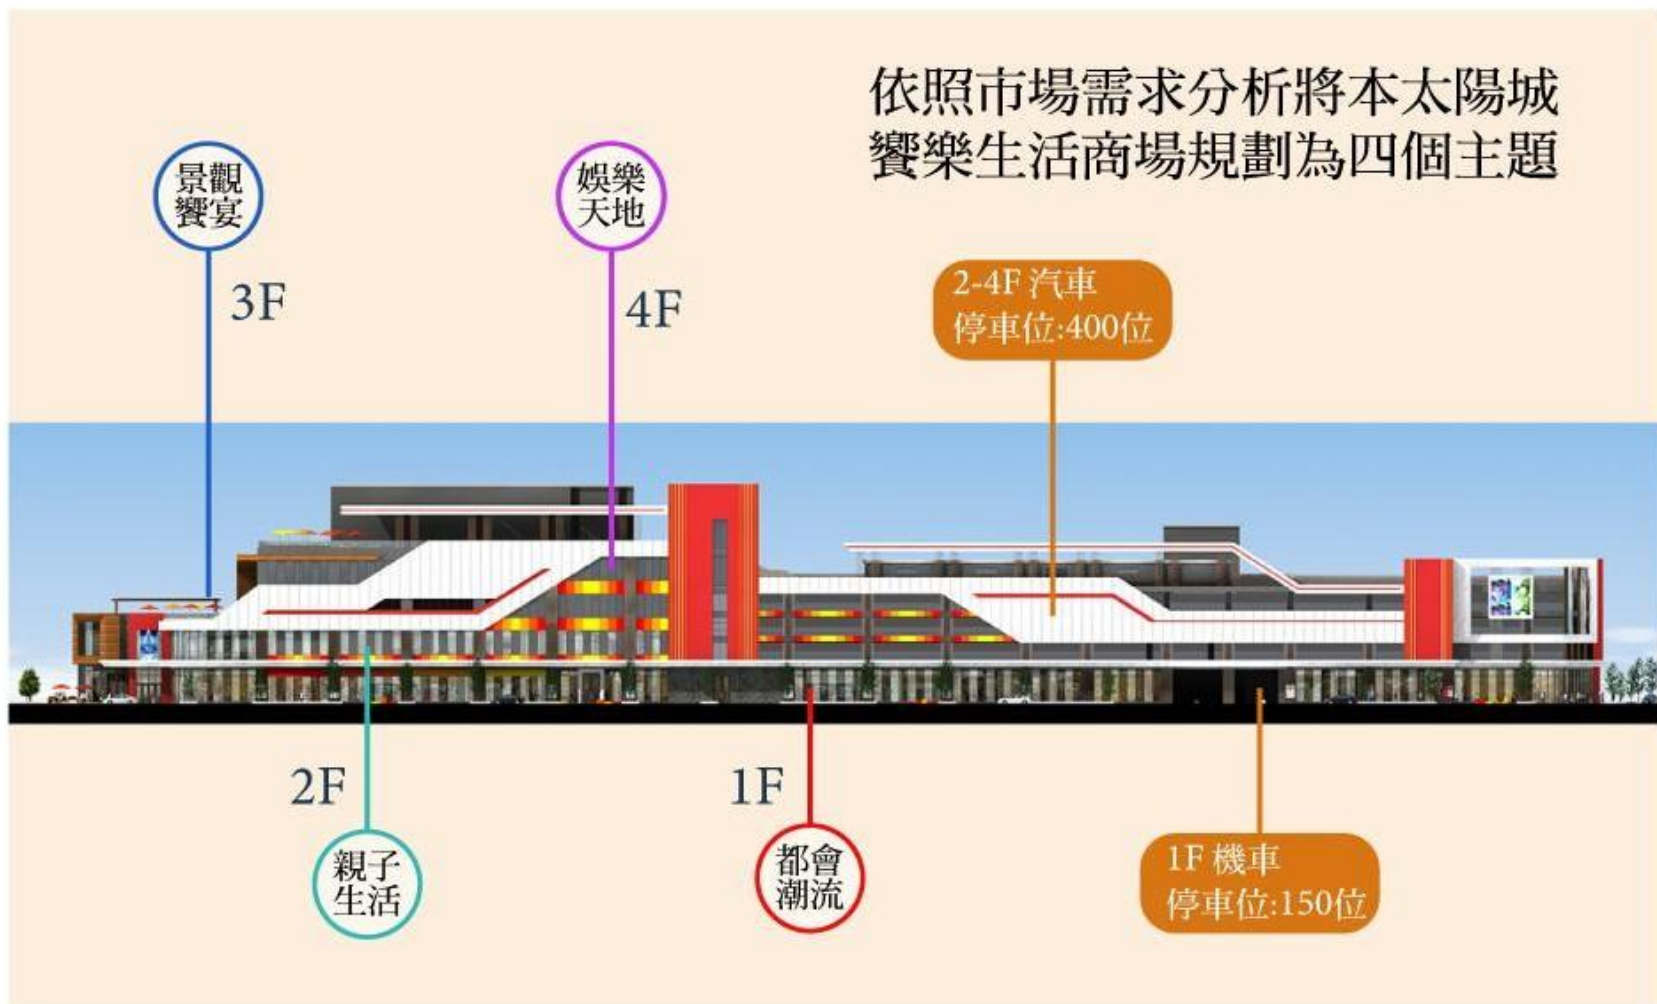 依照市場需求分析將本太陽城
饗樂生活商場規劃為四個主題
景觀
饗宴
3F
娛樂
天地
4F
2-4F 汽車
停車位:400位
2F
親子
生活
1F
都會
潮流
1F 機車
停車位:150位